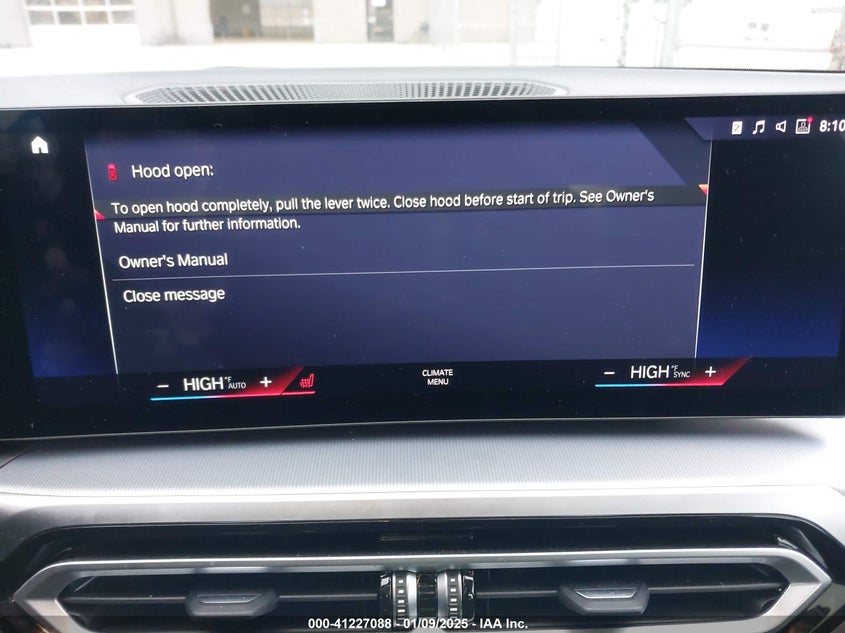 2 8:10
Hood open:
To open hood completely, pull the lever twice. Close hood before start of trip. See Owner's
Manual for further information.
Owner's Manual
Close message
− HIGH °F AUTO +
CLIMATE
MENU
− HIGH °F SYNC +
000-41227088 - 01/09/2025 - IAA Inc.